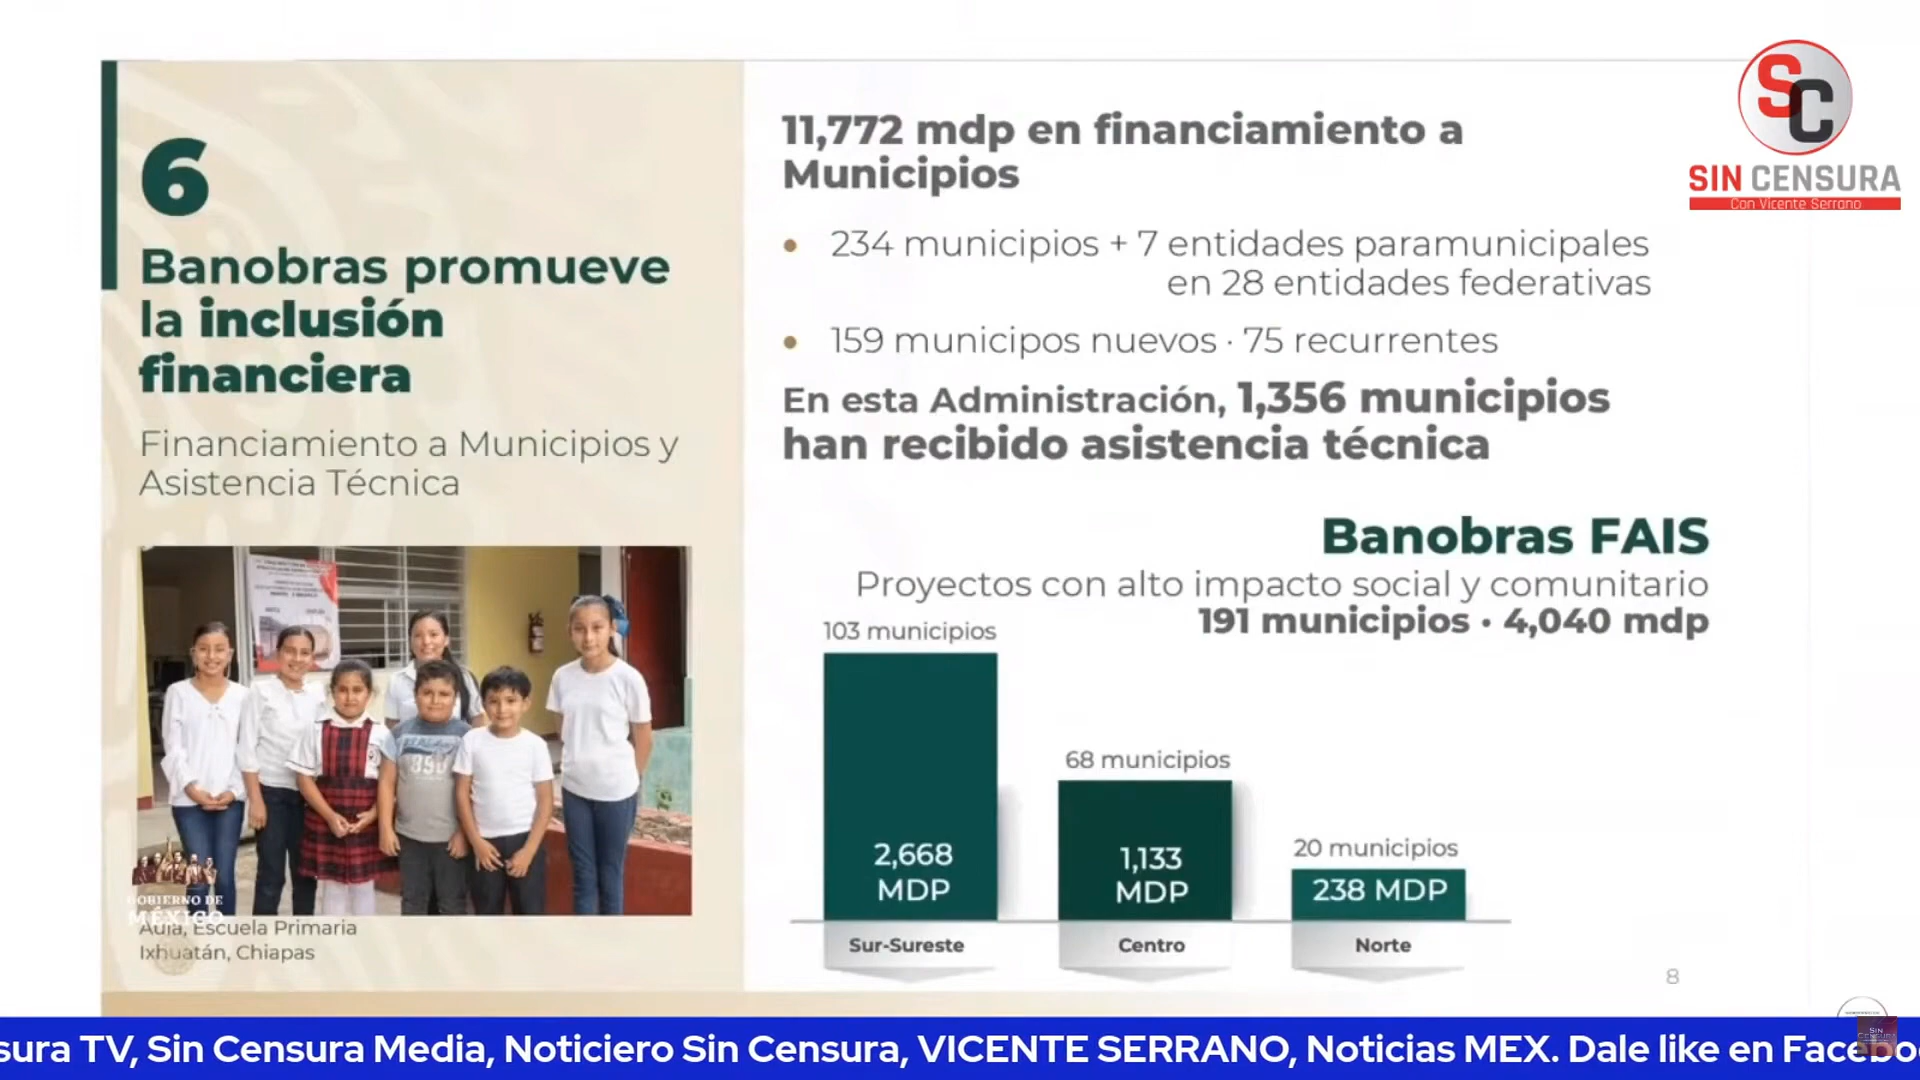 SC
SIN CENSURA
Con Vicente Serrano
6
Banobras promueve
la inclusión
financiera
Financiamiento a Municipios y
Asistencia Técnica
GOBIERNO DE
MÉXICO
Aula, Escuela Primaria
Ixhuatán, Chiapas
11,772 mdp en financiamiento a
Municipios
• 234 municipios + 7 entidades paramunicipales
en 28 entidades federativas
• 159 municipos nuevos · 75 recurrentes
En esta Administración, 1,356 municipios
han recibido asistencia técnica
Banobras FAIS
Proyectos con alto impacto social y comunitario
191 municipios • 4,040 mdp
103 municipios
2,668
MDP
Sur-Sureste
68 municipios
1,133
MDP
Centro
20 municipios
238 MDP
Norte
8
sura TV, Sin Censura Media, Noticiero Sin Censura, VICENTE SERRANO, Noticias MEX. Dale like en Facebo